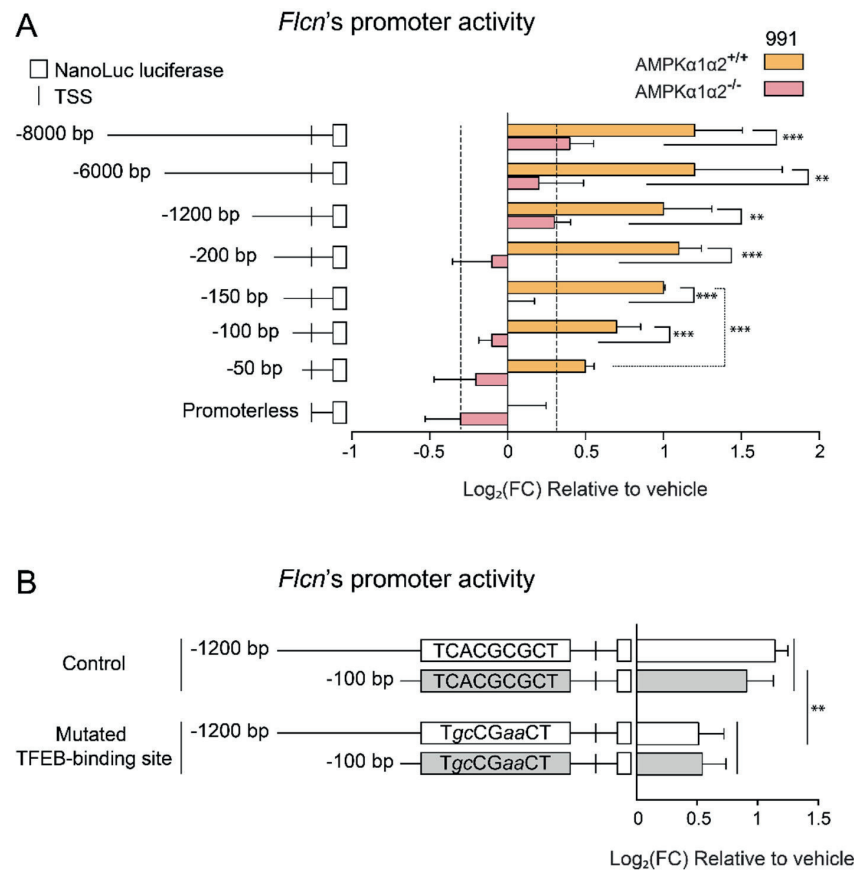 A
Flcn's promoter activity
991
NanoLuc luciferase
AMPKα1α2+/+
TSS
AMPKα1α2-/-
-8000 bp
***
-6000 bp
**
-1200 bp
**
-200 bp
***
-150 bp
***
-100 bp
***
***
-50 bp
Promoterless
-1 -0.5 0 0.5 1 1.5 2
Log₂(FC) Relative to vehicle
B
Flcn's promoter activity
Control
-1200 bp
TCACGCGCT
-100 bp
TCACGCGCT
**
Mutated
TFEB-binding site
-1200 bp
TgcCGaaCT
-100 bp
TgcCGaaCT
0 0.5 1 1.5
Log₂(FC) Relative to vehicle